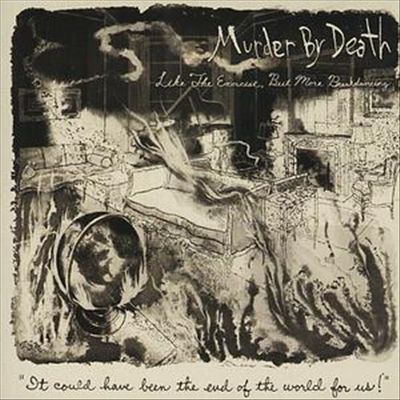 Murder By Death
Like The Exorcist, But More Breakdancing
"It could have been the end of the world for us!"